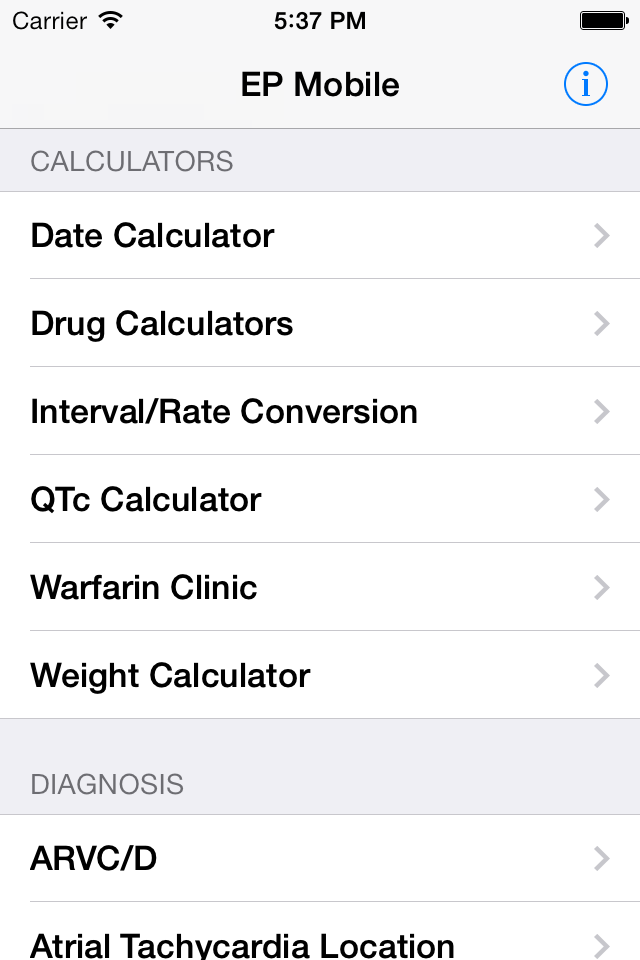 Carrier 5:37 PM
EP Mobile i
CALCULATORS
Date Calculator
Drug Calculators
Interval/Rate Conversion
QTc Calculator
Warfarin Clinic
Weight Calculator
DIAGNOSIS
ARVC/D
Atrial Tachycardia Location